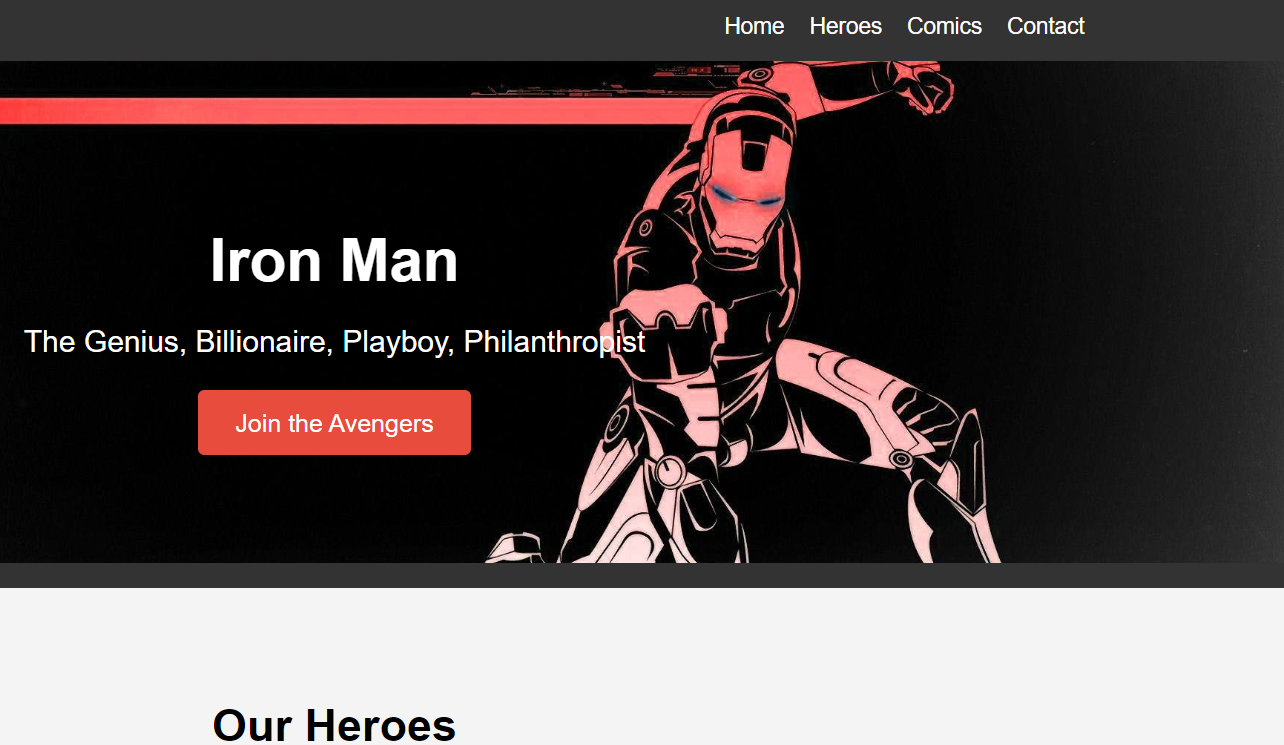 Home Heroes Comics Contact
Iron Man
The Genius, Billionaire, Playboy, Philanthropist
Join the Avengers
Our Heroes